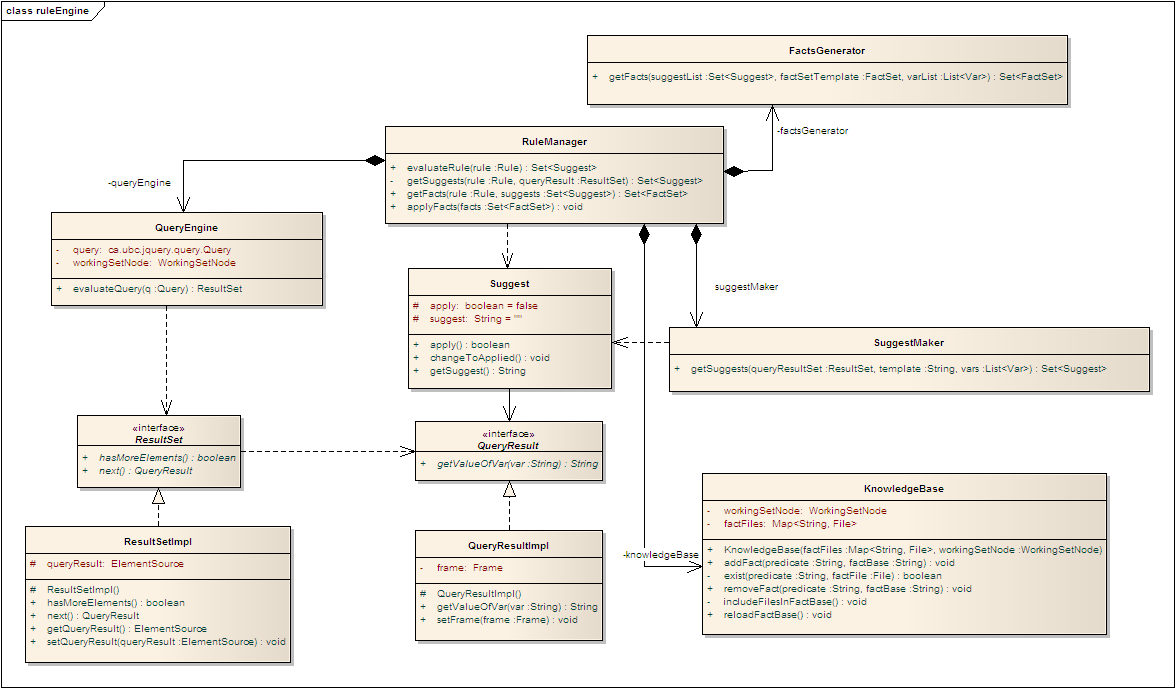 class ruleEngine
FactsGenerator
+ getFacts(suggestList :Set<Suggest>, factSetTemplate :FactSet, varList :List<Var>) : Set<FactSet>
-factsGenerator
RuleManager
+ evaluateRule(rule :Rule) : Set<Suggest>
- getSuggests(rule :Rule, queryResult :ResultSet) : Set<Suggest>
+ getFacts(rule :Rule, suggests :Set<Suggest>) : Set<FactSet>
+ applyFacts(facts :Set<FactSet>) : void
-queryEngine
QueryEngine
- query: ca.ubc.jquery.query.Query
- workingSetNode: WorkingSetNode
+ evaluateQuery(q :Query) : ResultSet
Suggest
# apply: boolean = false
# suggest: String = ""
+ apply() : boolean
+ changeToApplied() : void
+ getSuggest() : String
suggestMaker
SuggestMaker
+ getSuggests(queryResultSet :ResultSet, template :String, vars :List<Var>) : Set<Suggest>
«interface»
ResultSet
+ hasMoreElements() : boolean
+ next() : QueryResult
«interface»
QueryResult
+ getValueOfVar(var :String) : String
KnowledgeBase
- workingSetNode: WorkingSetNode
- factFiles: Map<String, File>
+ KnowledgeBase(factFiles :Map<String, File>, workingSetNode :WorkingSetNode)
+ addFact(predicate :String, factBase :String) : void
- exist(predicate :String, factFile :File) : boolean
+ removeFact(predicate :String, factBase :String) : void
- includeFilesInFactBase() : void
+ reloadFactBase() : void
-knowledgeBase
ResultSetImpl
# queryResult: ElementSource
# ResultSetImpl()
+ hasMoreElements() : boolean
+ next() : QueryResult
+ getQueryResult() : ElementSource
+ setQueryResult(queryResult :ElementSource) : void
QueryResultImpl
- frame: Frame
# QueryResultImpl()
+ getValueOfVar(var :String) : String
+ setFrame(frame :Frame) : void